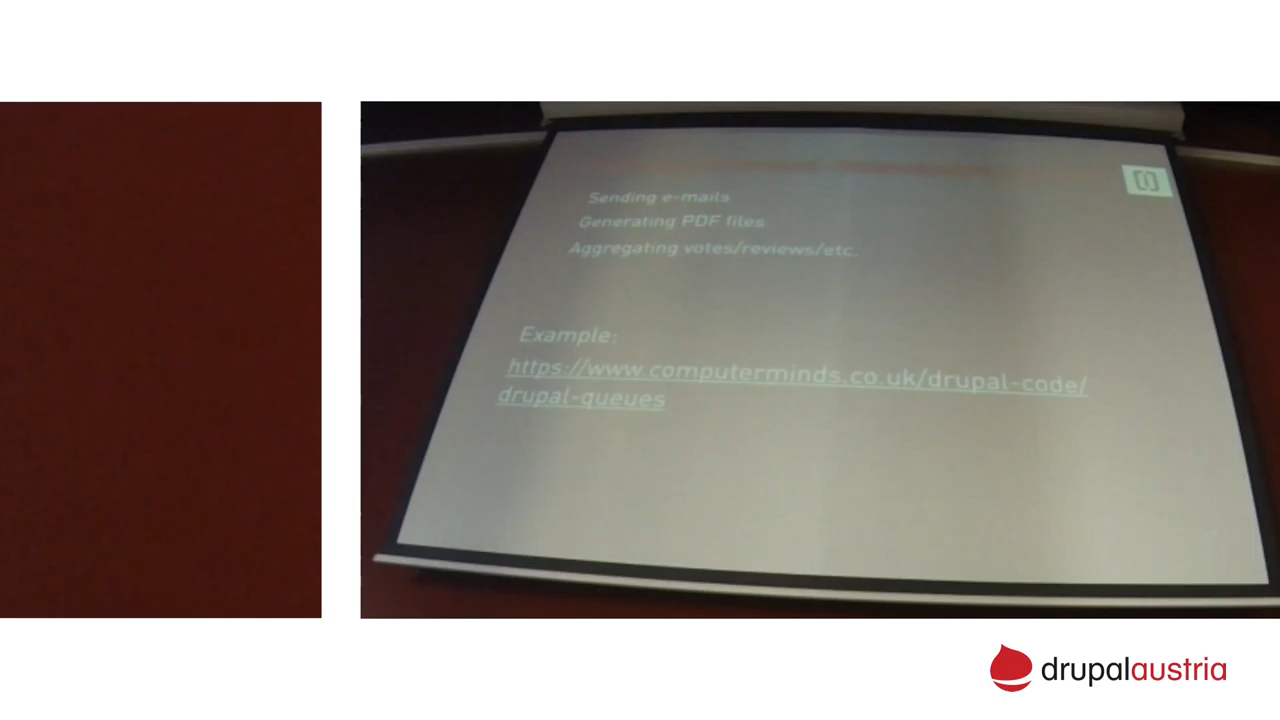 Sending e-mails
Generating PDF files
Aggregating votes/reviews/etc.
Example:
https://www.computerminds.co.uk/drupal-code/
drupal-queues
drupalaustria